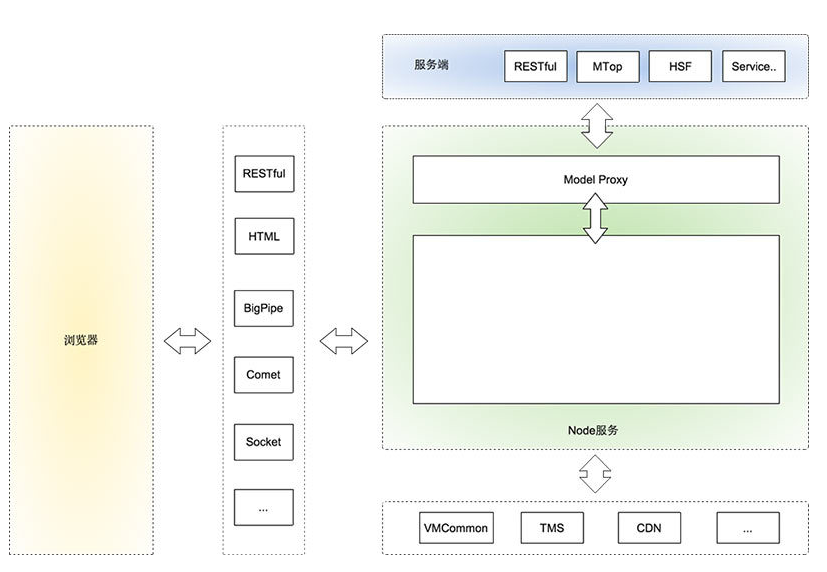 服务端
RESTful
MTop
HSF
Service..
浏览器
RESTful
HTML
BigPipe
Comet
Socket
...
Model Proxy
Node服务
VMCommon
TMS
CDN
...